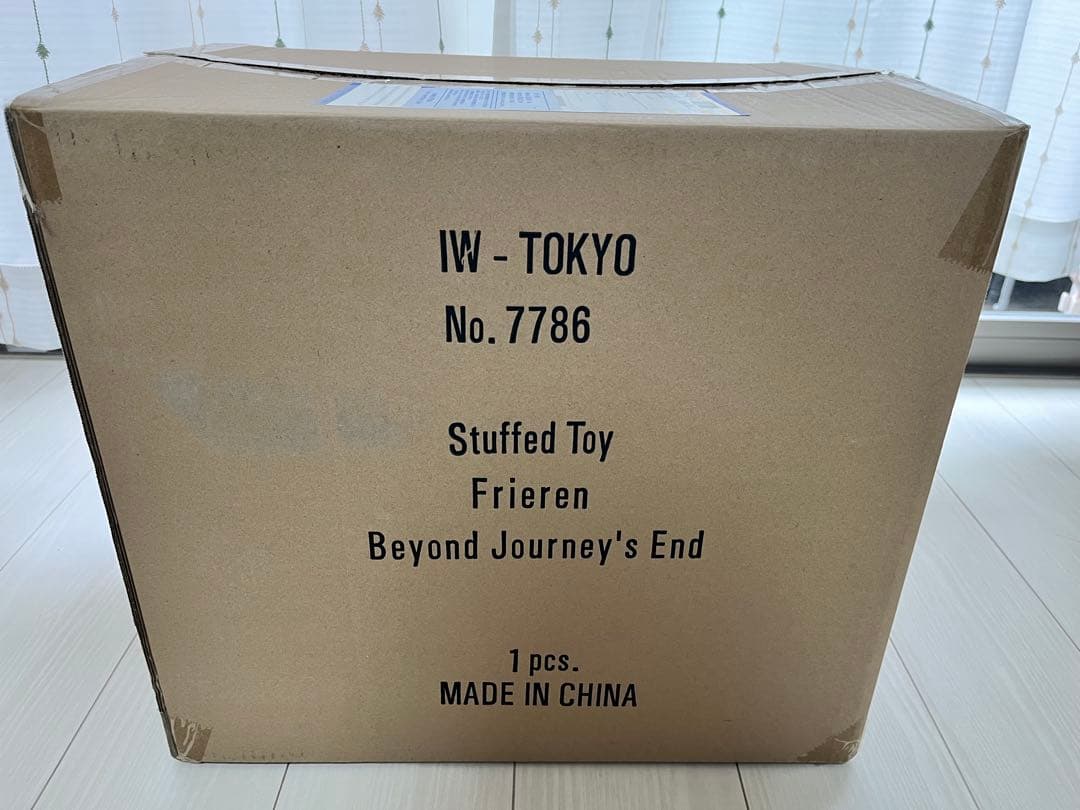 IW - TOKYO
No. 7786
Stuffed Toy
Frieren
Beyond Journey's End
1 pcs.
MADE IN CHINA